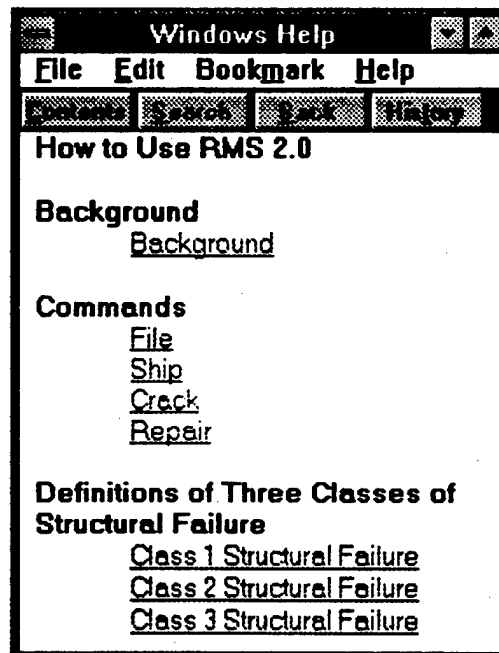 Windows Help
File Edit Bookmark Help
Contents Search Back History
How to Use RMS 2.0
Background
Background
Commands
File
Ship
Crack
Repair
Definitions of Three Classes of
Structural Failure
Class 1 Structural Failure
Class 2 Structural Failure
Class 3 Structural Failure